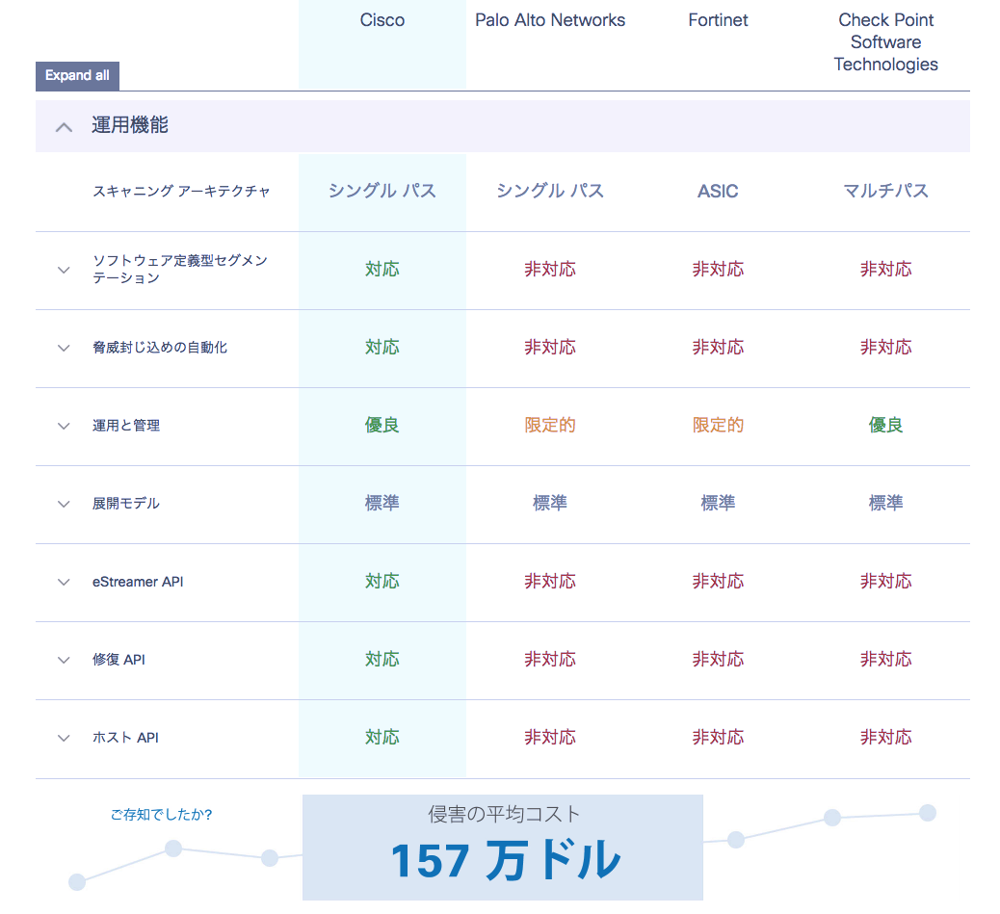 Cisco
Palo Alto Networks
Fortinet
Check Point
Software
Technologies
Expand all
運用機能
スキャニング アーキテクチャ シングル パス シングル パス ASIC マルチパス
ソフトウェア定義型セグメン
テーション
対応 非対応 非対応 非対応
脅威封じ込めの自動化 対応 非対応 非対応 非対応
運用と管理 優良 限定的 限定的 優良
展開モデル 標準 標準 標準 標準
eStreamer API 対応 非対応 非対応 非対応
修復 API 対応 非対応 非対応 非対応
ホスト API 対応 非対応 非対応 非対応
ご存知でしたか?
侵害の平均コスト
157 万ドル